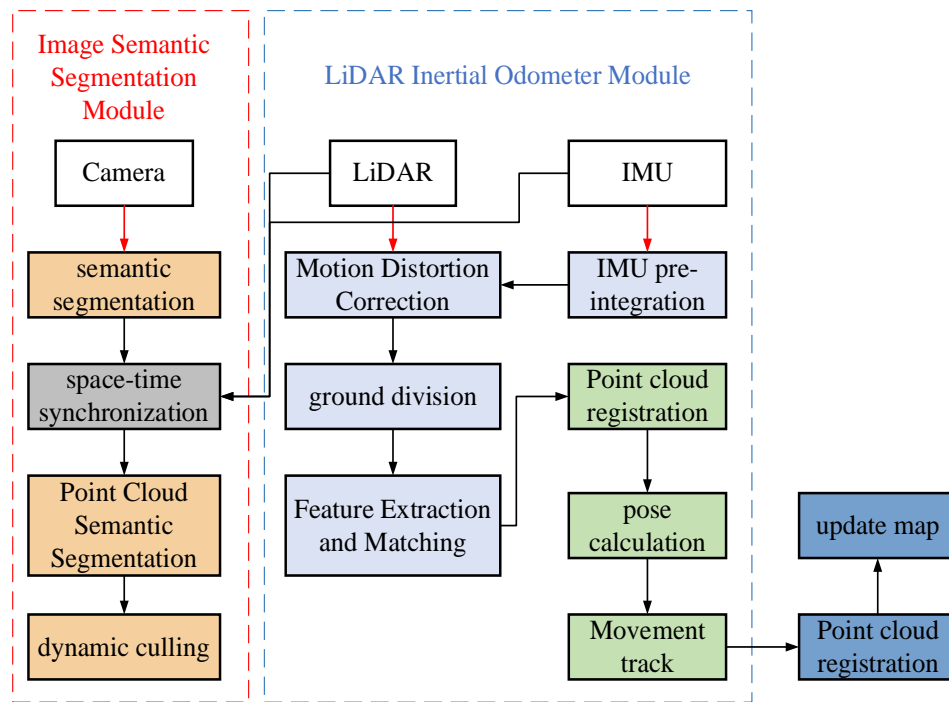 Image Semantic
Segmentation
Module
LiDAR Inertial Odometer Module
Camera
LiDAR
IMU
semantic
segmentation
Motion Distortion
Correction
IMU pre-
integration
space-time
synchronization
ground division
Point cloud
registration
Point Cloud
Semantic
Segmentation
Feature Extraction
and Matching
pose
calculation
update map
dynamic culling
Movement
track
Point cloud
registration